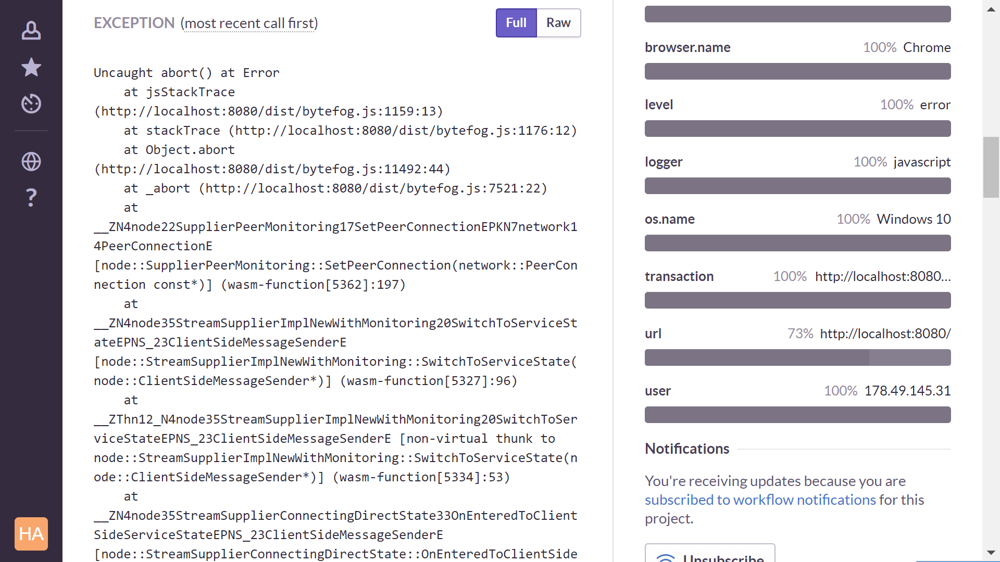 EXCEPTION (most recent call first)
Full
Raw
Uncaught abort() at Error
at jsStackTrace
(http://localhost:8080/dist/bytefog.js:1159:13)
at stackTrace (http://localhost:8080/dist/bytefog.js:1176:12)
at Object.abort
(http://localhost:8080/dist/bytefog.js:11492:44)
at _abort (http://localhost:8080/dist/bytefog.js:7521:22)
at
__ZN4node22SupplierPeerMonitoring17SetPeerConnectionEPKN7network1
4PeerConnectionE
[node::SupplierPeerMonitoring::SetPeerConnection(network::PeerCon
nection const*)] (wasm-function[5362]:197)
at
__ZN4node35StreamSupplierImplNewWithMonitoring20SwitchToServiceSt
ateEPNS_23ClientSideMessageSenderE
[node::StreamSupplierImplNewWithMonitoring::SwitchToServiceState(
node::ClientSideMessageSender*)] (wasm-function[5327]:96)
at
__ZThn12_N4node35StreamSupplierImplNewWithMonitoring20SwitchToSer
viceStateEPNS_23ClientSideMessageSenderE [non-virtual thunk to
node::StreamSupplierImplNewWithMonitoring::SwitchToServiceState(n
ode::ClientSideMessageSender*)] (wasm-function[5334]:53)
at
__ZN4node35StreamSupplierConnectingDirectState33OnEnteredToClient
SideServiceStateEPNS_23ClientSideMessageSenderE
[node::StreamSupplierConnectingDirectState::OnEnteredToClientSide
browser.name 100% Chrome
level 100% error
logger 100% javascript
os.name 100% Windows 10
transaction 100% http://localhost:8080...
url 73% http://localhost:8080/
user 100% 178.49.145.31
Notifications
You're receiving updates because you are
subscribed to workflow notifications for this
project.
Unsubscribe
?
HA